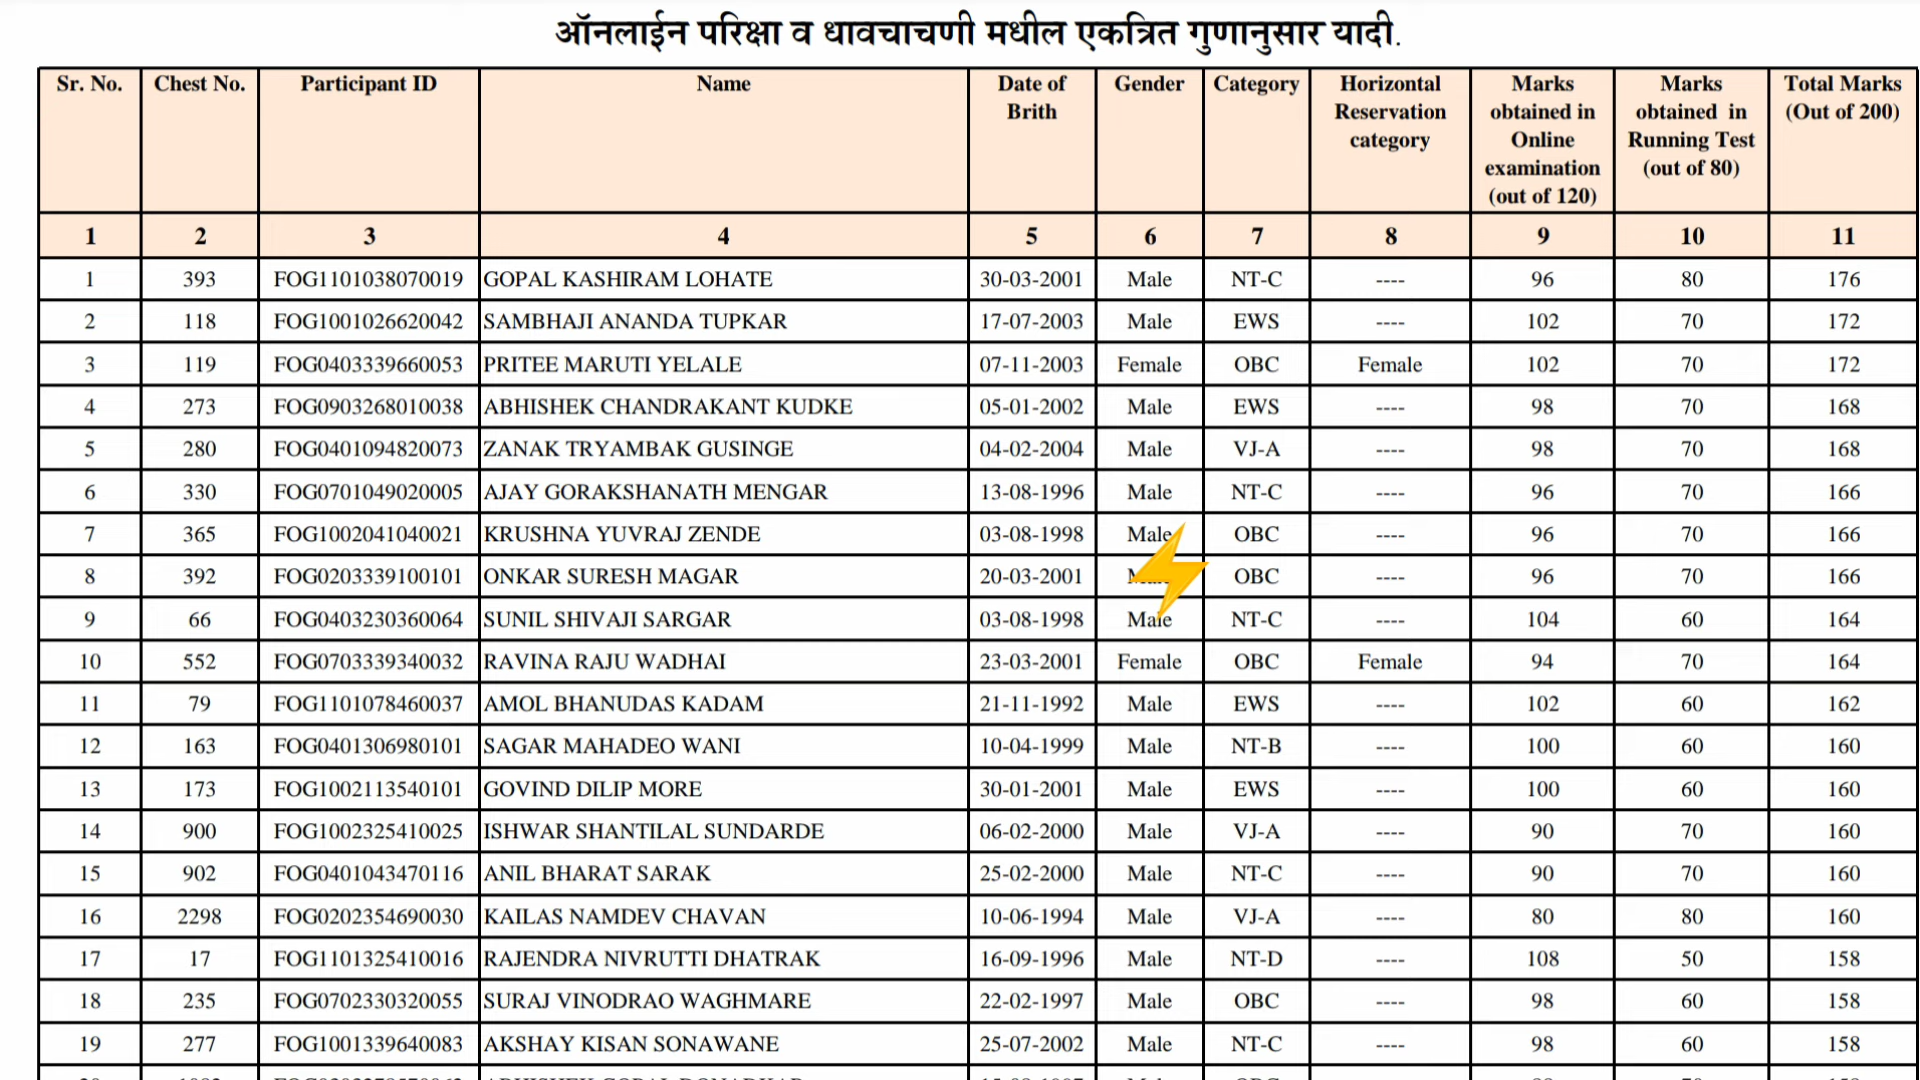 ऑनलाईन परिक्षा व धावचाचणी मधील एकत्रित गुणानुसार यादी.
Sr. No. Chest No. Participant ID Name Date of Brith Gender Category Horizontal Reservation category Marks obtained in Online examination (out of 120) Marks obtained in Running Test (out of 80) Total Marks (Out of 200)
1 2 3 4 5 6 7 8 9 10 11
1 393 FOG1101038070019 GOPAL KASHIRAM LOHATE 30-03-2001 Male NT-C ---- 96 80 176
2 118 FOG1001026620042 SAMBHAJI ANANDA TUPKAR 17-07-2003 Male EWS ---- 102 70 172
3 119 FOG0403339660053 PRITEE MARUTI YELALE 07-11-2003 Female OBC Female 102 70 172
4 273 FOG0903268010038 ABHISHEK CHANDRAKANT KUDKE 05-01-2002 Male EWS ---- 98 70 168
5 280 FOG0401094820073 ZANAK TRYAMBAK GUSINGE 04-02-2004 Male VJ-A ---- 98 70 168
6 330 FOG0701049020005 AJAY GORAKSHANATH MENGAR 13-08-1996 Male NT-C ---- 96 70 166
7 365 FOG1002041040021 KRUSHNA YUVRAJ ZENDE 03-08-1998 Male OBC ---- 96 70 166
8 392 FOG0203339100101 ONKAR SURESH MAGAR 20-03-2001 OBC ---- 96 70 166
9 66 FOG0403230360064 SUNIL SHIVAJI SARGAR 03-08-1998 Male NT-C ---- 104 60 164
10 552 FOG0703339340032 RAVINA RAJU WADHAI 23-03-2001 Female OBC Female 94 70 164
11 79 FOG1101078460037 AMOL BHANUDAS KADAM 21-11-1992 Male EWS ---- 102 60 162
12 163 FOG0401306980101 SAGAR MAHADEO WANI 10-04-1999 Male NT-B ---- 100 60 160
13 173 FOG1002113540101 GOVIND DILIP MORE 30-01-2001 Male EWS ---- 100 60 160
14 900 FOG1002325410025 ISHWAR SHANTILAL SUNDARDE 06-02-2000 Male VJ-A ---- 90 70 160
15 902 FOG0401043470116 ANIL BHARAT SARAK 25-02-2000 Male NT-C ---- 90 70 160
16 2298 FOG0202354690030 KAILAS NAMDEV CHAVAN 10-06-1994 Male VJ-A ---- 80 80 160
17 17 FOG1101325410016 RAJENDRA NIVRUTTI DHATRAK 16-09-1996 Male NT-D ---- 108 50 158
18 235 FOG0702330320055 SURAJ VINODRAO WAGHMARE 22-02-1997 Male OBC ---- 98 60 158
19 277 FOG1001339640083 AKSHAY KISAN SONAWANE 25-07-2002 Male NT-C ---- 98 60 158